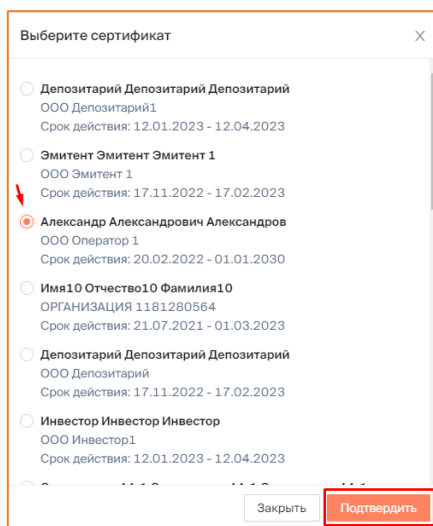 Выберите сертификат
Депозитарий Депозитарий Депозитарий
ООО Депозитарий1
Срок действия: 12.01.2023 - 12.04.2023
Эмитент Эмитент Эмитент 1
ООО Эмитент 1
Срок действия: 17.11.2022 - 17.02.2023
Александр Александрович Александров
ООО Оператор 1
Срок действия: 20.02.2022 - 01.01.2030
Имя10 Отчество10 Фамилия10
ОРГАНИЗАЦИЯ 1181280564
Срок действия: 21.07.2021 - 01.03.2023
Депозитарий Депозитарий Депозитарий
ООО Депозитарий
Срок действия: 17.11.2022 - 17.02.2023
Инвестор Инвестор Инвестор
ООО Инвестор1
Срок действия: 12.01.2023 - 12.04.2023
Закрыть Подтвердить